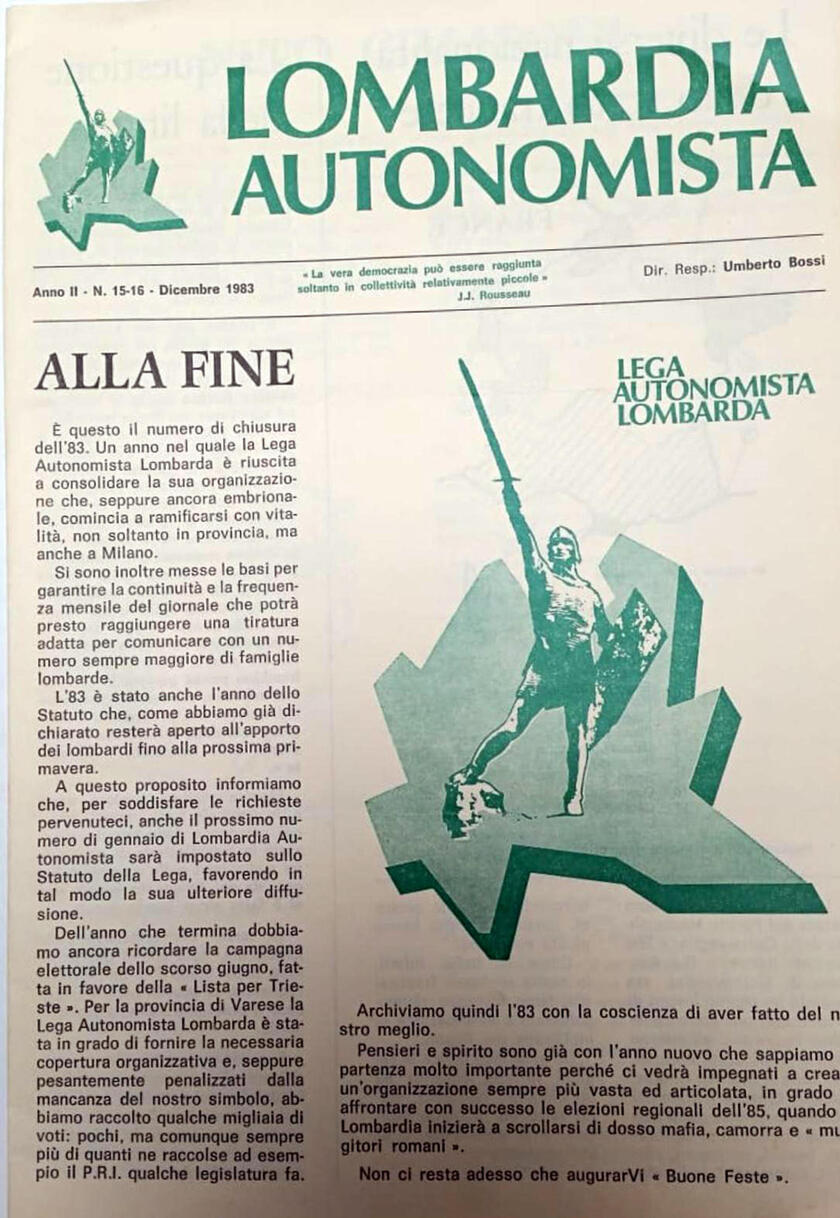 LOMBARDIA
AUTONOMISTA
Anno II - N. 15-16 - Dicembre 1983
« La vera democrazia può essere raggiunta
soltanto in collettività relativamente piccole »
J.J. Rousseau
Dir. Resp.: Umberto Bossi
ALLA FINE
È questo il numero di chiusura
dell'83. Un anno nel quale la Lega
Autonomista Lombarda è riuscita
a consolidare la sua organizzazio-
ne che, seppure ancora embriona-
le, comincia a ramificarsi con vita-
lità, non soltanto in provincia, ma
anche a Milano.
Si sono inoltre messe le basi per
garantire la continuità e la frequen-
za mensile del giornale che potrà
presto raggiungere una tiratura
adatta per comunicare con un nu-
mero sempre maggiore di famiglie
lombarde.
L'83 è stato anche l'anno dello
Statuto che, come abbiamo già di-
chiarato resterà aperto all'apporto
dei lombardi fino alla prossima pri-
mavera.
A questo proposito informiamo
che, per soddisfare le richieste
pervenuteci, anche il prossimo nu-
mero di gennaio di Lombardia Au-
tonomista sarà impostato sullo
Statuto della Lega, favorendo in
tal modo la sua ulteriore diffu-
sione.
Dell'anno che termina dobbia-
mo ancora ricordare la campagna
elettorale dello scorso giugno, fat-
ta in favore della « Lista per Trie-
ste ». Per la provincia di Varese la
Lega Autonomista Lombarda è sta-
ta in grado di fornire la necessaria
copertura organizzativa e, seppure
pesantemente penalizzati dalla
mancanza del nostro simbolo, ab-
biamo raccolto qualche migliaia di
voti: pochi, ma comunque sempre
più di quanti ne raccolse ad esem-
pio il P.R.I. qualche legislatura fa.
LEGA
AUTONOMISTA
LOMBARDA
Archiviamo quindi l'83 con la coscienza di aver fatto del n
stro meglio.
Pensieri e spirito sono già con l'anno nuovo che sappiamo
partenza molto importante perché ci vedrà impegnati a crea
un'organizzazione sempre più vasta ed articolata, in grado
affrontare con successo le elezioni regionali dell'85, quando
Lombardia inizierà a scrollarsi di dosso mafia, camorra e « mu
gitori romani ».
Non ci resta adesso che augurarVi « Buone Feste ».